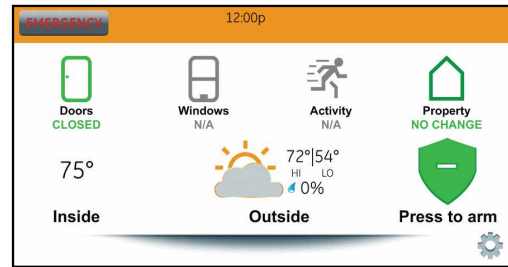 EMERGENCY
12:00p
Doors
CLOSED
Windows
N/A
Activity
N/A
Property
NO CHANGE
75°
Inside
72°|54°
HI LO
0%
Outside
Press to arm